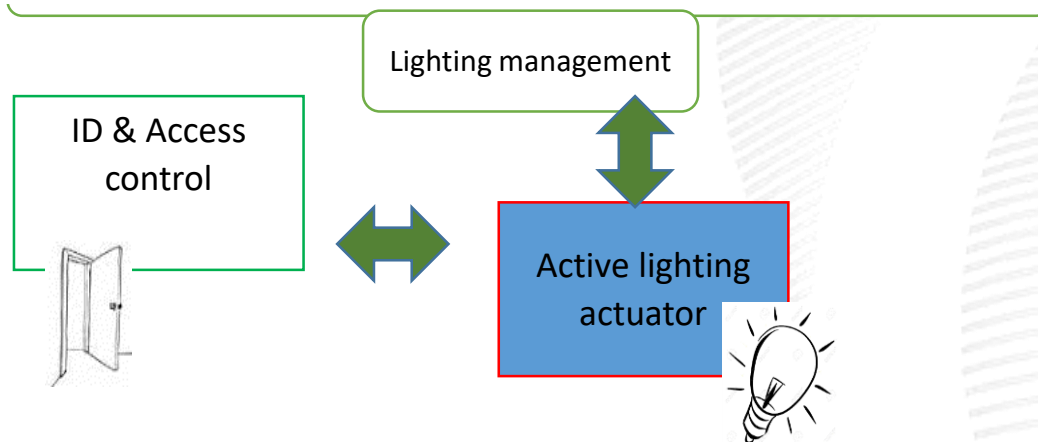 Lighting management
ID & Access
control
Active lighting
actuator